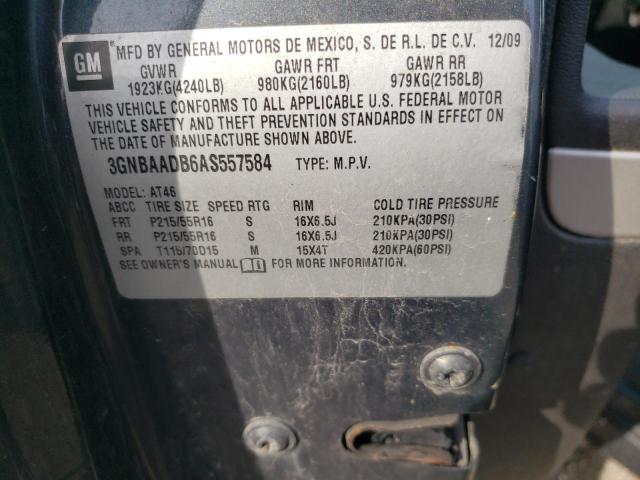 GM MFD BY GENERAL MOTORS DE MEXICO, S. DE R.L. DE C.V. 12/09
GVWR GAWR FRT GAWR RR
1923KG(4240LB) 980KG(2160LB) 979KG(2158LB)
THIS VEHICLE CONFORMS TO ALL APPLICABLE U.S. FEDERAL MOTOR
VEHICLE SAFETY AND THEFT PREVENTION STANDARDS IN EFFECT ON
THE DATE OF MANUFACTURE SHOWN ABOVE.
3GNBAADB6AS557584 TYPE: M.P.V.
MODEL: AT46
ABCC TIRE SIZE SPEED RTG RIM COLD TIRE PRESSURE
FRT P215/55R16 S 16X6.5J 210KPA(30PSI)
RR P215/55R16 S 16X6.5J 210KPA(30PSI)
SPA T115/70D15 M 15X4T 420KPA(60PSI)
SEE OWNER'S MANUAL FOR MORE INFORMATION.